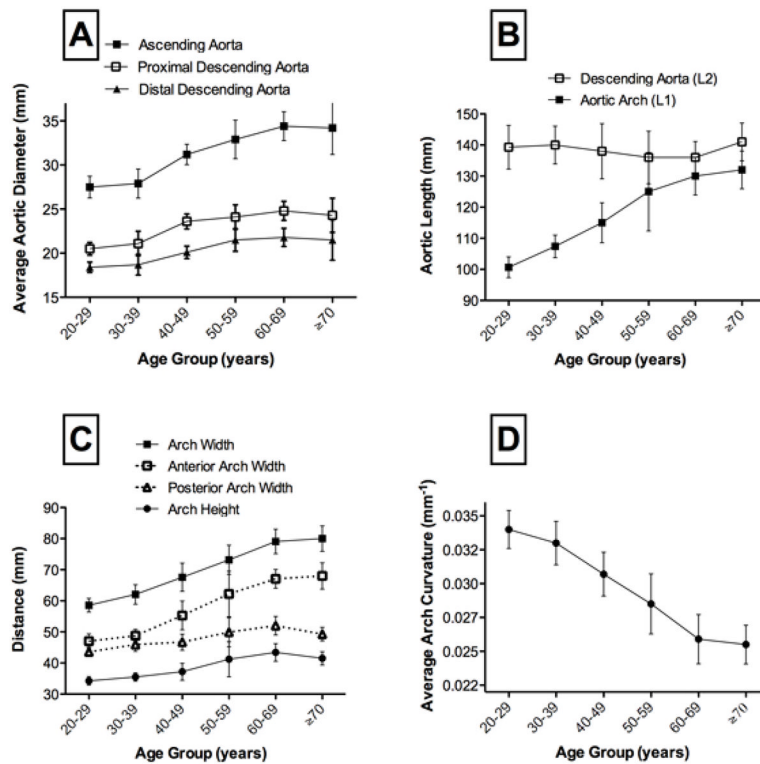 A
Ascending Aorta
Proximal Descending Aorta
Distal Descending Aorta
Average Aortic Diameter (mm)
35
30
25
20
15
20-29
30-39
40-49
50-59
60-69
≥70
Age Group (years)
B
Descending Aorta (L2)
Aortic Arch (L1)
Aortic Length (mm)
150
140
130
120
110
100
90
20-29
30-39
40-49
50-59
60-69
≥70
Age Group (years)
C
Arch Width
Anterior Arch Width
Posterior Arch Width
Arch Height
Distance (mm)
90
80
70
60
50
40
30
20-29
30-39
40-49
50-59
60-69
≥70
Age Group (years)
D
Average Arch Curvature (mm⁻¹)
0.035
0.032
0.030
0.027
0.025
0.022
20-29
30-39
40-49
50-59
60-69
≥70
Age Group (years)